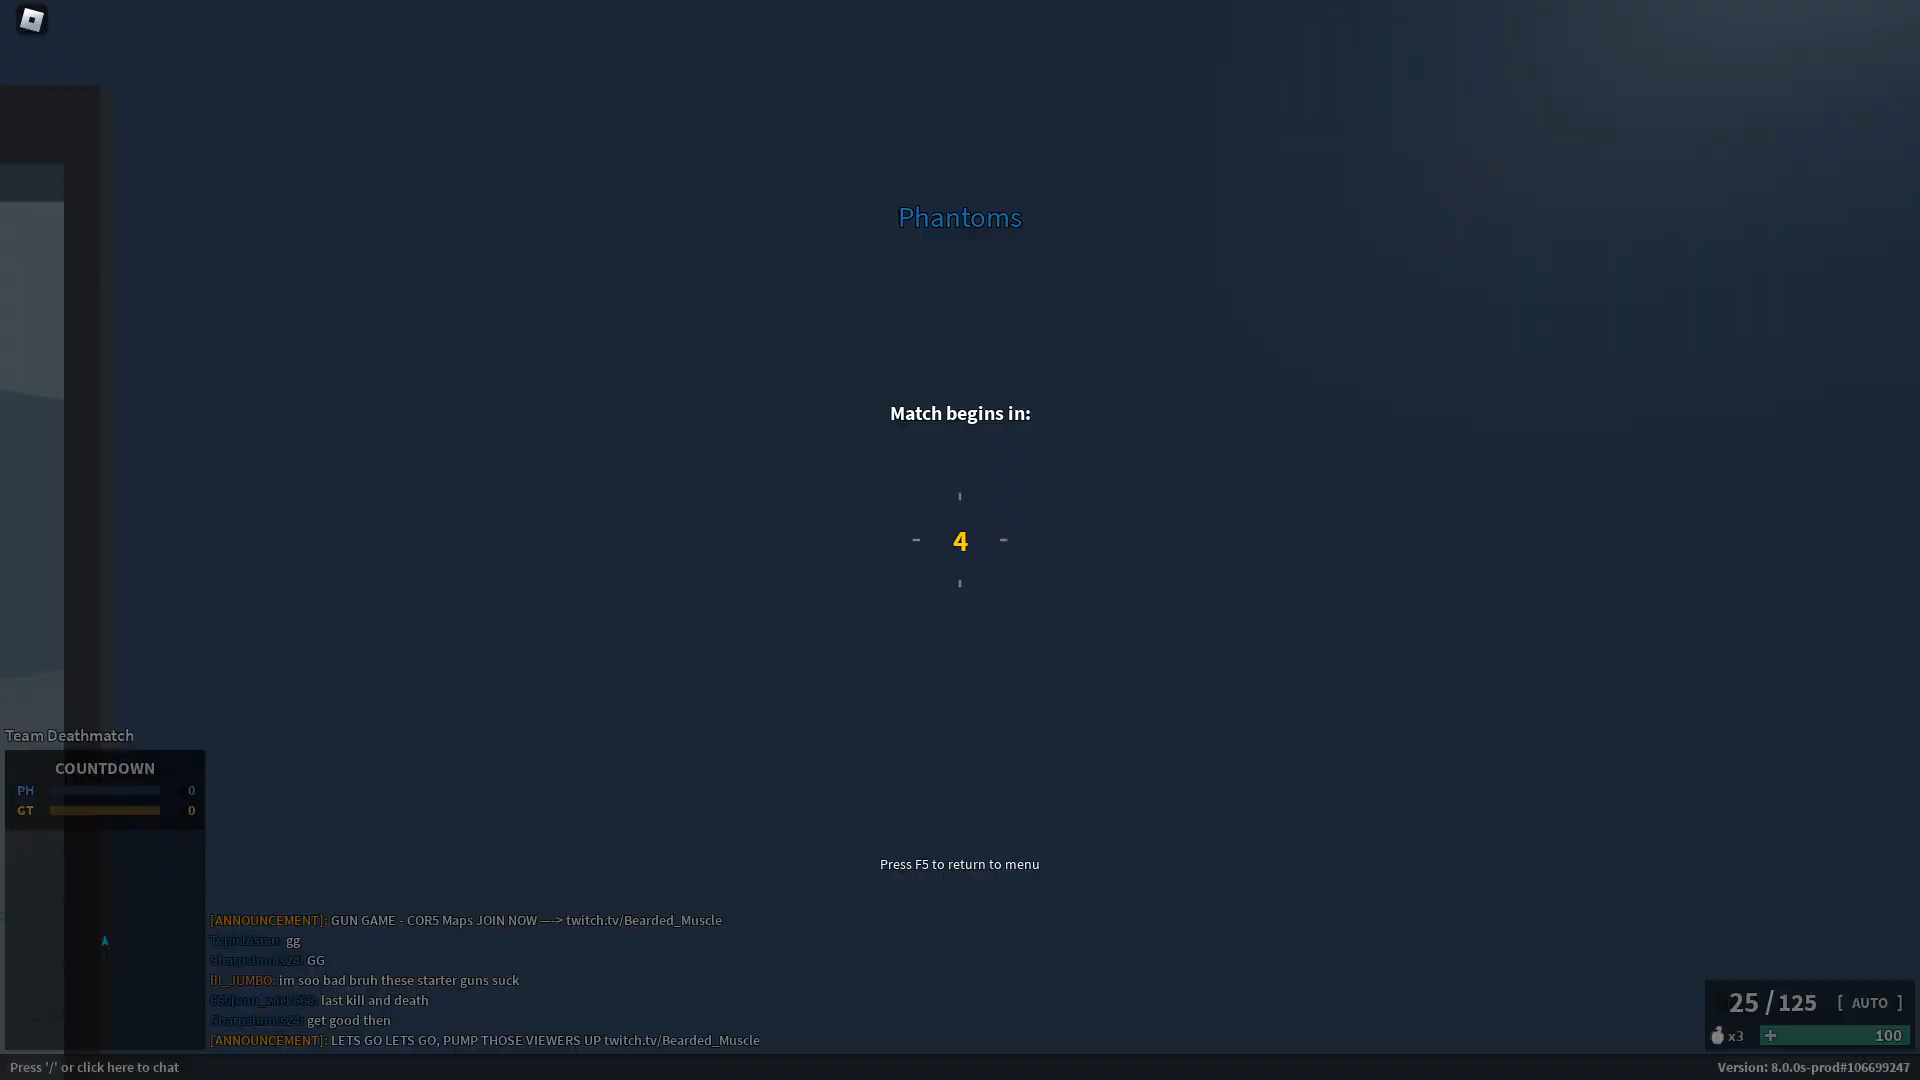 Phantoms
Match begins in:
4
Team Deathmatch
COUNTDOWN
PH 0
GT 0
Press F5 to return to menu
[ANNOUNCEMENT]: GUN GAME - COR5 Maps JOIN NOW ---> twitch.tv/Bearded_Muscle
gg
GG
lil_JUMBO: im soo bad bruh these starter guns suck
last kill and death
Sharpshoots24: get good then
[ANNOUNCEMENT]: LETS GO LETS GO, PUMP THOSE VIEWERS UP twitch.tv/Bearded_Muscle
25 / 125 [ AUTO ]
x3 + 100
Press '/' or click here to chat
Version: 8.0.0s-prod#106699247